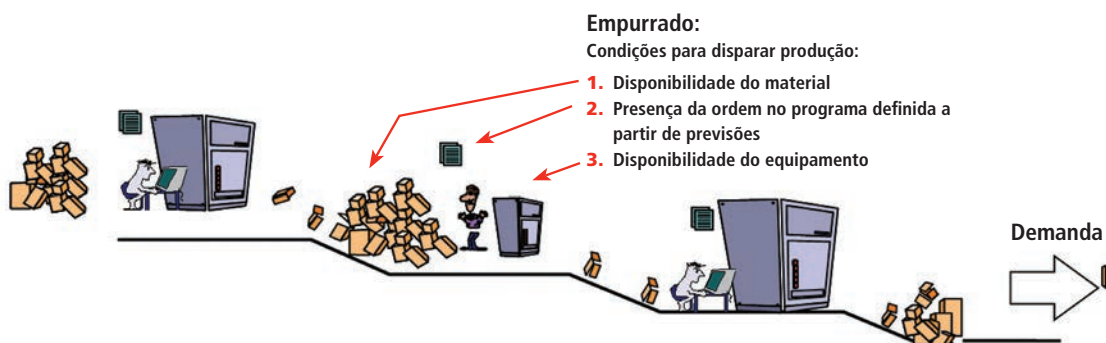 Empurrado:
Condições para disparar produção:
1. Disponibilidade do material
2. Presença da ordem no programa definida a
partir de previsões
3. Disponibilidade do equipamento
Demanda